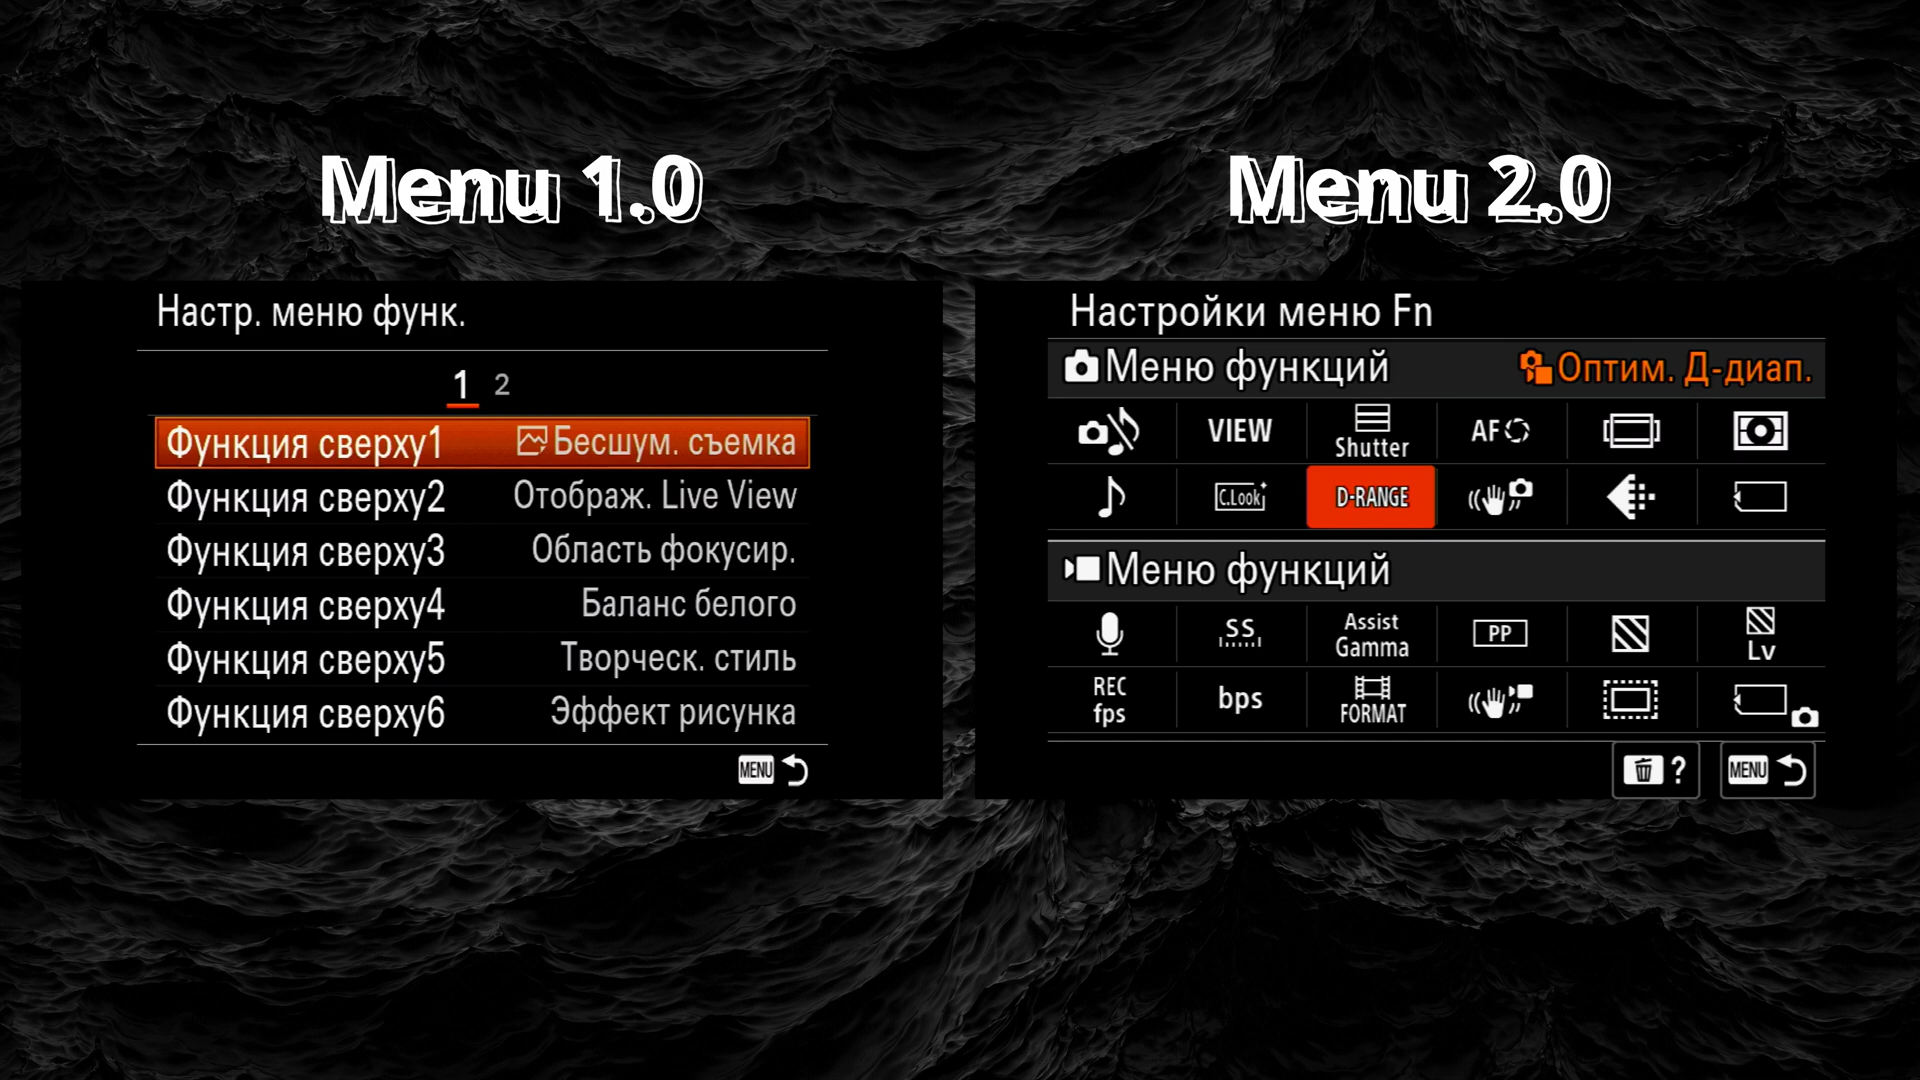 Menu 1.0
Настр. меню функ.
1 2
Функция сверху1 Бесшум. съемка
Функция сверху2 Отображ. Live View
Функция сверху3 Область фокусир.
Функция сверху4 Баланс белого
Функция сверху5 Творческ. стиль
Функция сверху6 Эффект рисунка
MENU
Menu 2.0
Настройки меню Fn
Меню функций Оптим. Д-диап.
VIEW Shutter AF
C.Look D-RANGE
Меню функций
SS Assist Gamma PP Lv
REC fps bps FORMAT
? MENU